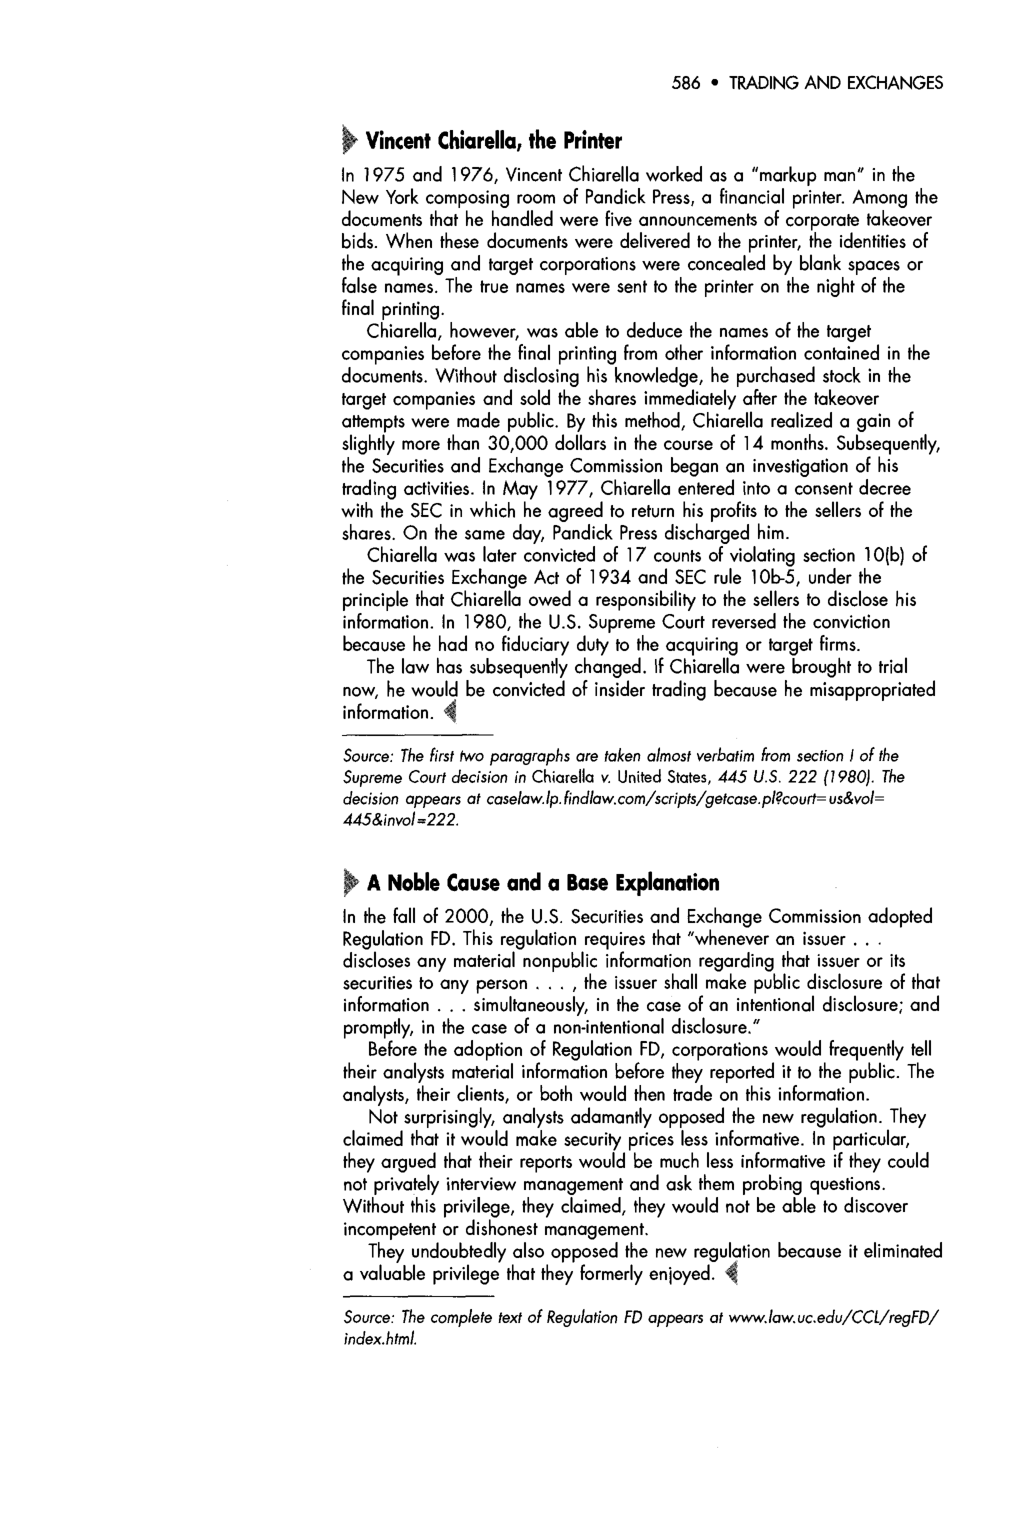 586 • TRADING AND EXCHANGES
Vincent Chiarella, the Printer
In 1975 and 1976, Vincent Chiarella worked as a "markup man" in the
New York composing room of Pandick Press, a financial printer. Among the
documents that he handled were five announcements of corporate takeover
bids. When these documents were delivered to the printer, the identities of
the acquiring and target corporations were concealed by blank spaces or
false names. The true names were sent to the printer on the night of the
final printing.
Chiarella, however, was able to deduce the names of the target
companies before the final printing from other information contained in the
documents. Without disclosing his knowledge, he purchased stock in the
target companies and sold the shares immediately after the takeover
attempts were made public. By this method, Chiarella realized a gain of
slightly more than 30,000 dollars in the course of 14 months. Subsequently,
the Securities and Exchange Commission began an investigation of his
trading activities. In May 1977, Chiarella entered into a consent decree
with the SEC in which he agreed to return his profits to the sellers of the
shares. On the same day, Pandick Press discharged him.
Chiarella was later convicted of 17 counts of violating section 10(b) of
the Securities Exchange Act of 1934 and SEC rule 10b-5, under the
principle that Chiarella owed a responsibility to the sellers to disclose his
information. In 1980, the U.S. Supreme Court reversed the conviction
because he had no fiduciary duty to the acquiring or target firms.
The law has subsequently changed. If Chiarella were brought to trial
now, he would be convicted of insider trading because he misappropriated
information.
Source: The first two paragraphs are taken almost verbatim from section I of the
Supreme Court decision in Chiarella v. United States, 445 U.S. 222 (1980). The
decision appears at caselaw.lp.findlaw.com/scripts/getcase.pl?court=us&vol=
445&invol=222.
A Noble Cause and a Base Explanation
In the fall of 2000, the U.S. Securities and Exchange Commission adopted
Regulation FD. This regulation requires that "whenever an issuer . . .
discloses any material nonpublic information regarding that issuer or its
securities to any person . . . , the issuer shall make public disclosure of that
information . . . simultaneously, in the case of an intentional disclosure; and
promptly, in the case of a non-intentional disclosure."
Before the adoption of Regulation FD, corporations would frequently tell
their analysts material information before they reported it to the public. The
analysts, their clients, or both would then trade on this information.
Not surprisingly, analysts adamantly opposed the new regulation. They
claimed that it would make security prices less informative. In particular,
they argued that their reports would be much less informative if they could
not privately interview management and ask them probing questions.
Without this privilege, they claimed, they would not be able to discover
incompetent or dishonest management.
They undoubtedly also opposed the new regulation because it eliminated
a valuable privilege that they formerly enjoyed.
Source: The complete text of Regulation FD appears at www.law.uc.edu/CCL/regFD/
index.html.